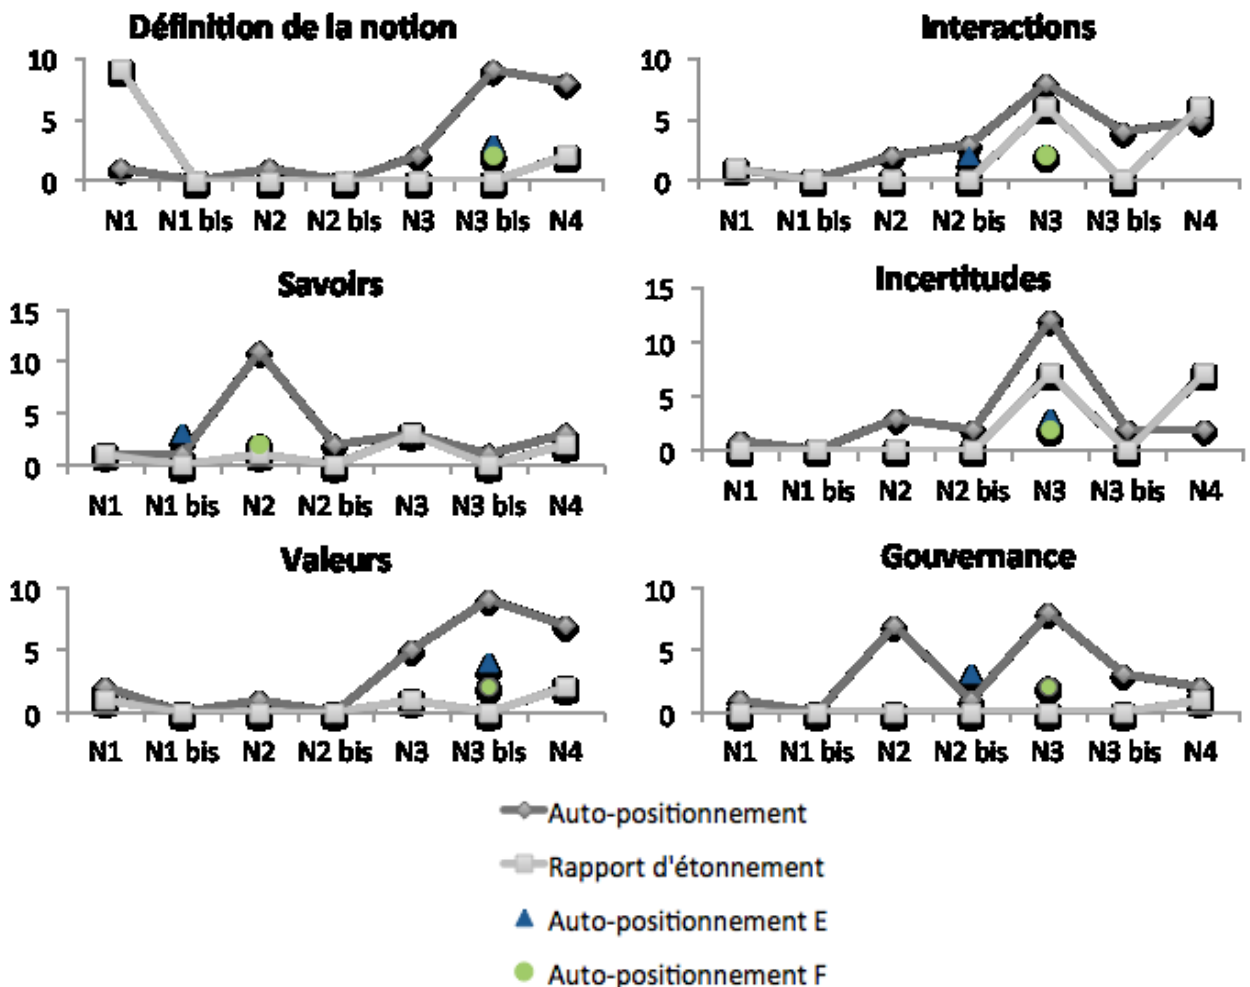 Définition de la notion
10
5
0
N1 N1 bis N2 N2 bis N3 N3 bis N4
Interactions
10
5
0
N1 N1 bis N2 N2 bis N3 N3 bis N4
Savoirs
15
10
5
0
N1 N1 bis N2 N2 bis N3 N3 bis N4
Incertitudes
15
10
5
0
N1 N1 bis N2 N2 bis N3 N3 bis N4
Valeurs
10
5
0
N1 N1 bis N2 N2 bis N3 N3 bis N4
Gouvernance
10
5
0
N1 N1 bis N2 N2 bis N3 N3 bis N4
Auto-positionnement
Rapport d'étonnement
Auto-positionnement E
Auto-positionnement F